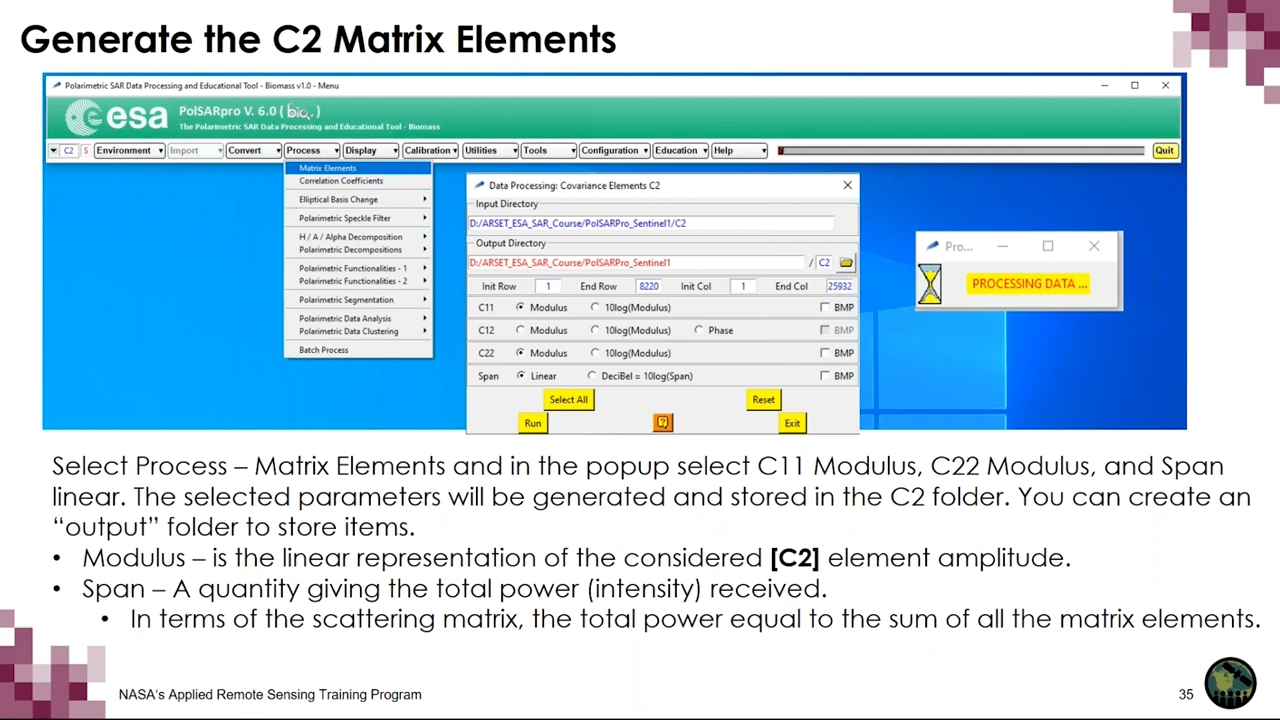 Generate the C2 Matrix Elements
Polarimetric SAR Data Processing and Educational Tool - Biomass v1.0 - Menu
esa
PolSARpro V. 6.0 ( bio )
The Polarimetric SAR Data Processing and Educational Tool - Biomass
C2 S Environment Import Convert Process Display Calibration Utilities Tools Configuration Education Help Quit
Matrix Elements
Correlation Coefficients
Elliptical Basis Change
Polarimetric Speckle Filter
H / A / Alpha Decomposition
Polarimetric Decompositions
Polarimetric Functionalities - 1
Polarimetric Functionalities - 2
Polarimetric Segmentation
Polarimetric Data Analysis
Polarimetric Data Clustering
Batch Process
Data Processing: Covariance Elements C2
Input Directory
D:/ARSET_ESA_SAR_Course/PolSARPro_Sentinel1/C2
Output Directory
D:/ARSET_ESA_SAR_Course/PolSARPro_Sentinel1 / C2
Init Row 1 End Row 8220 Init Col 1 End Col 25932
C11 Modulus 10log(Modulus) BMP
C12 Modulus 10log(Modulus) Phase BMP
C22 Modulus 10log(Modulus) BMP
Span Linear DeciBel = 10log(Span) BMP
Select All Reset
Run Exit
Pro...
PROCESSING DATA ...
Select Process – Matrix Elements and in the popup select C11 Modulus, C22 Modulus, and Span
linear. The selected parameters will be generated and stored in the C2 folder. You can create an
“output” folder to store items.
• Modulus – is the linear representation of the considered [C2] element amplitude.
• Span – A quantity giving the total power (intensity) received.
• In terms of the scattering matrix, the total power equal to the sum of all the matrix elements.
NASA’s Applied Remote Sensing Training Program
35